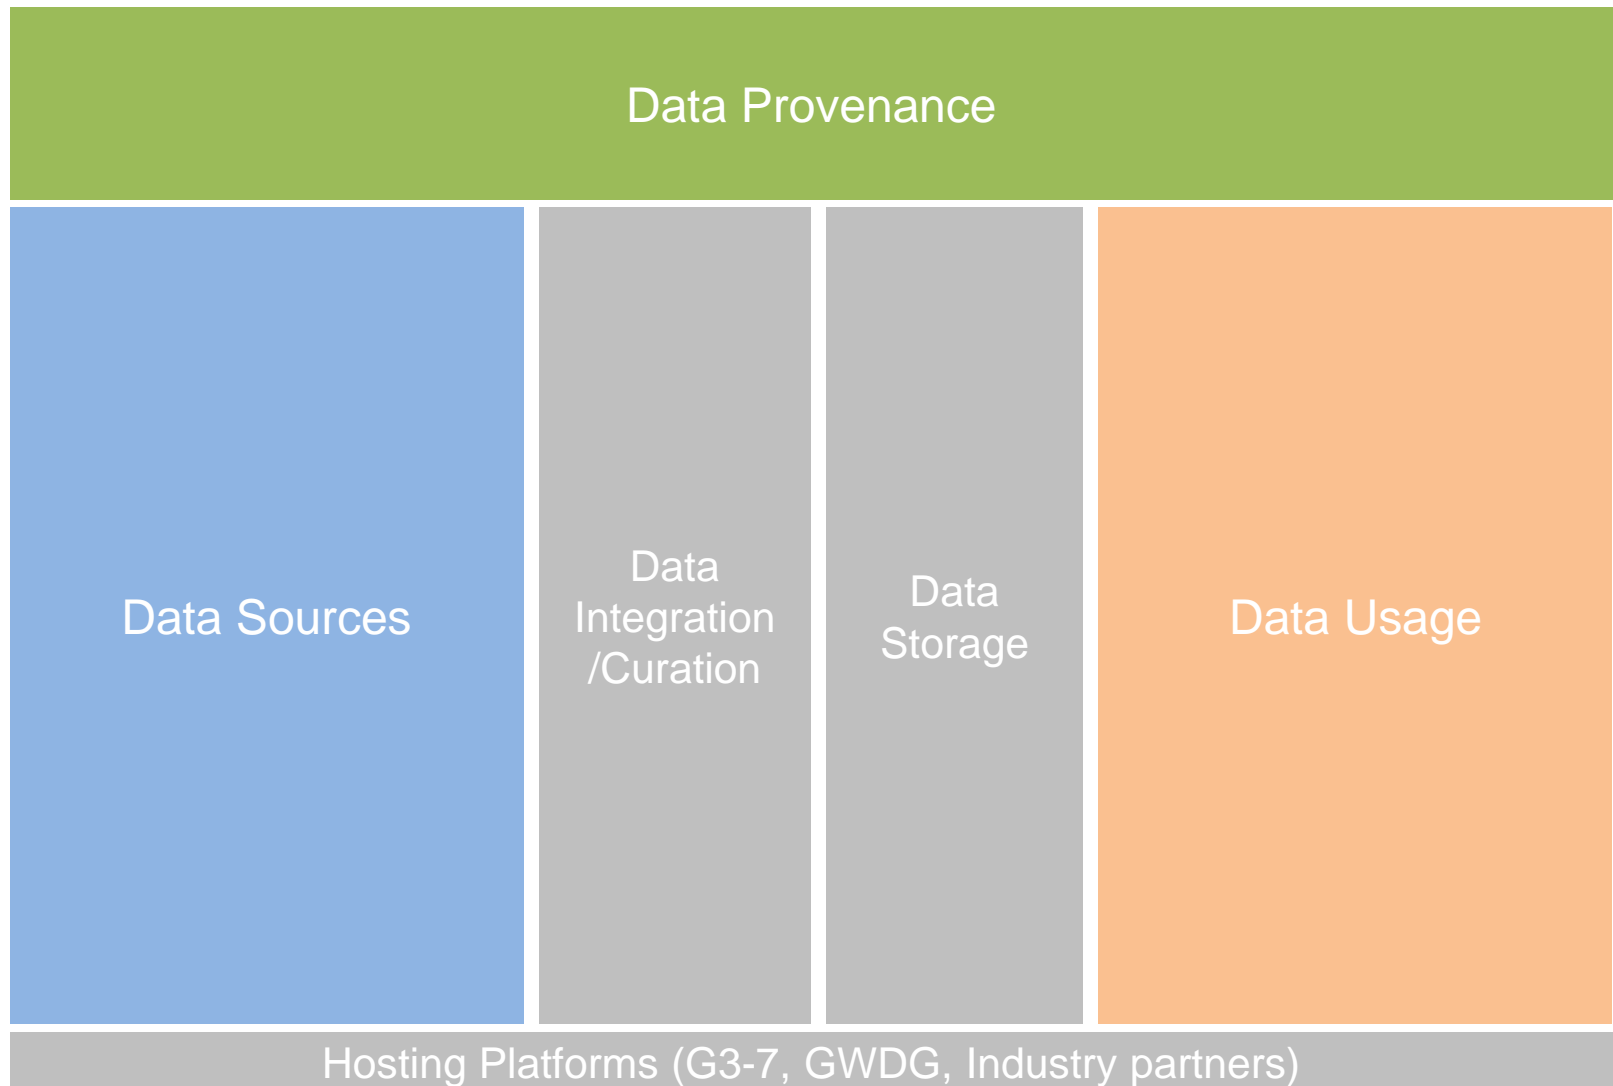 Data Provenance
Data Sources
Data
Integration
/Curation
Data
Storage
Data Usage
Hosting Platforms (G3-7, GWDG, Industry partners)